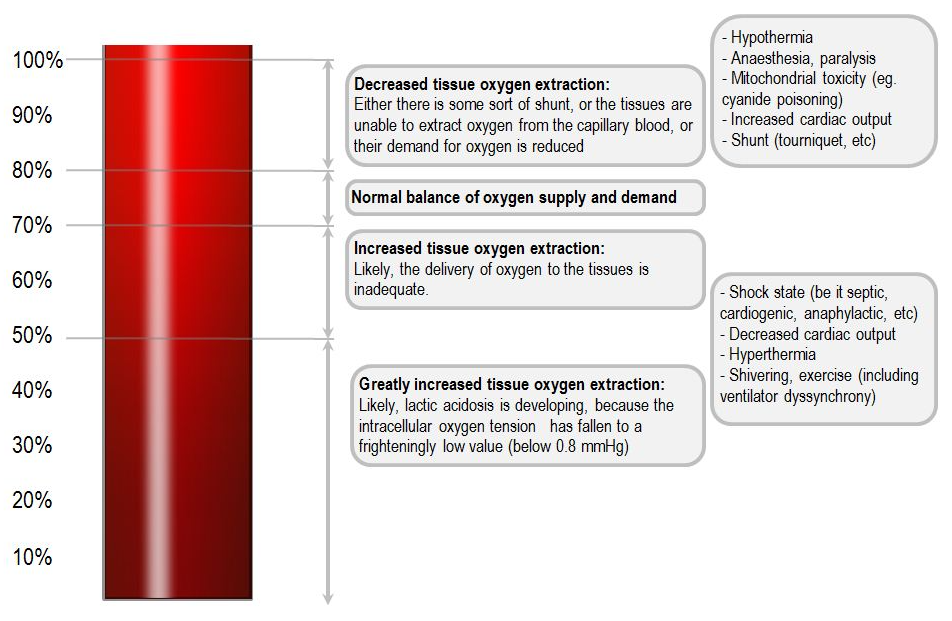 100%
90%
80%
70%
60%
50%
40%
30%
20%
10%
Decreased tissue oxygen extraction:
Either there is some sort of shunt, or the tissues are
unable to extract oxygen from the capillary blood, or
their demand for oxygen is reduced
- Hypothermia
- Anaesthesia, paralysis
- Mitochondrial toxicity (eg.
cyanide poisoning)
- Increased cardiac output
- Shunt (tourniquet, etc)
Normal balance of oxygen supply and demand
Increased tissue oxygen extraction:
Likely, the delivery of oxygen to the tissues is
inadequate.
- Shock state (be it septic,
cardiogenic, anaphylactic, etc)
- Decreased cardiac output
- Hyperthermia
- Shivering, exercise (including
ventilator dyssynchrony)
Greatly increased tissue oxygen extraction:
Likely, lactic acidosis is developing, because the
intracellular oxygen tension has fallen to a
frighteningly low value (below 0.8 mmHg)